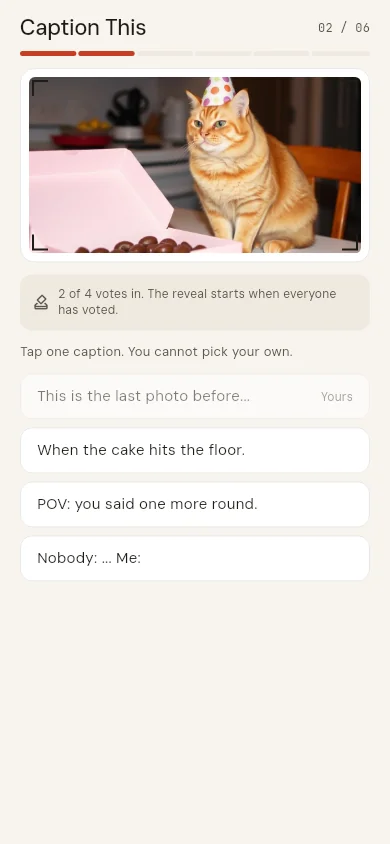 Caption This
02 / 06
2 of 4 votes in. The reveal starts when everyone
has voted.
Tap one caption. You cannot pick your own.
This is the last photo before...
Yours
When the cake hits the floor.
POV: you said one more round.
Nobody: ... Me: